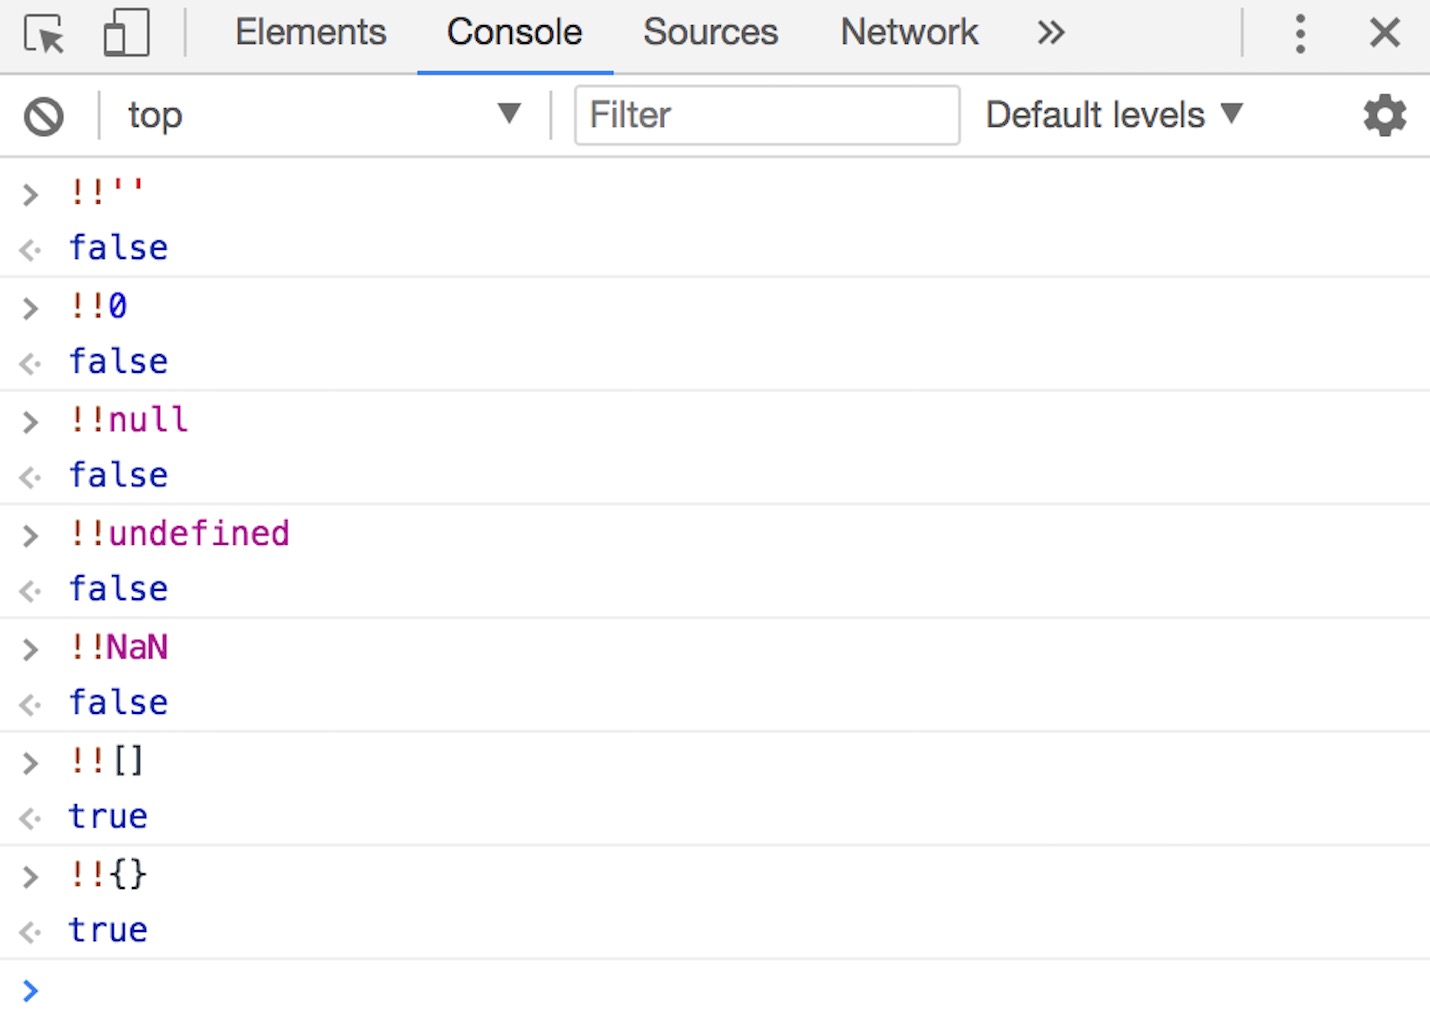 Elements Console Sources Network »
top ▼ Filter Default levels ▼
> !!''
false
> !!0
false
> !!null
false
> !!undefined
false
> !!NaN
false
> !![]
true
> !!{}
true
>